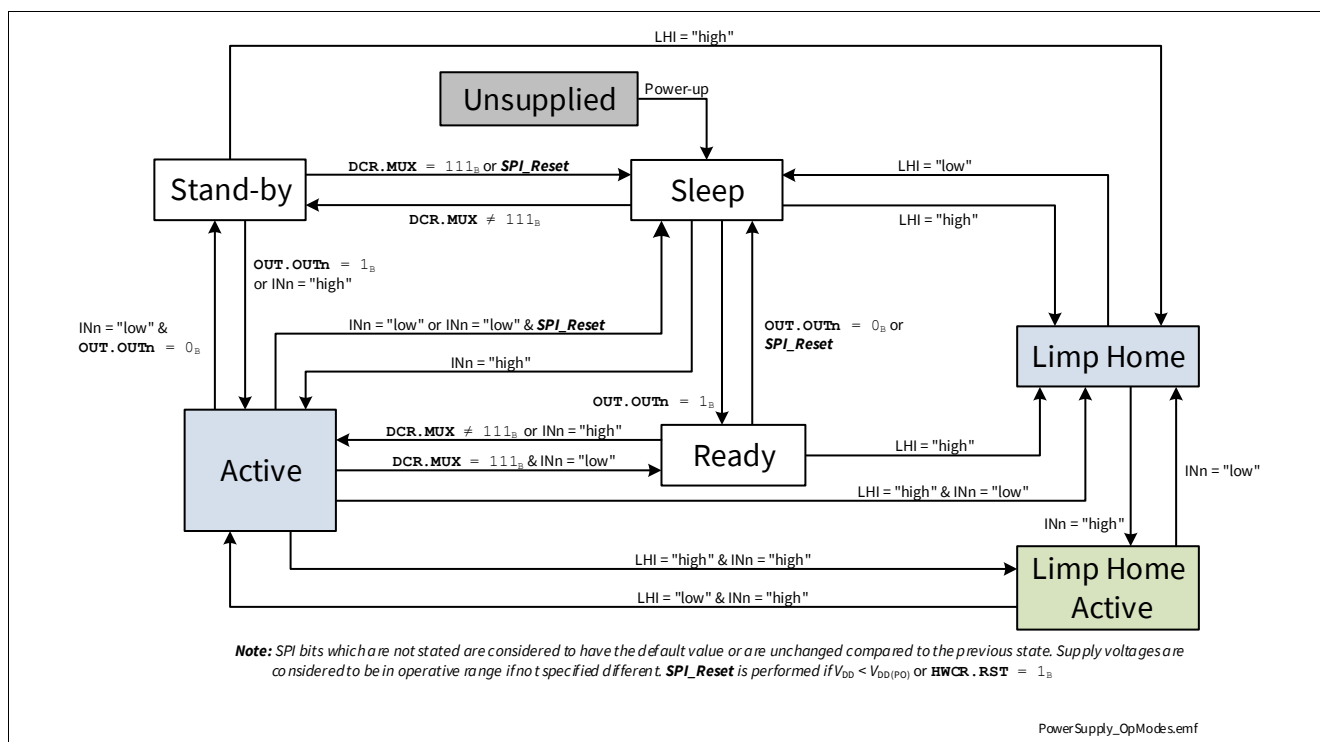 LHI = "high"
Unsupplied
Power-up
Stand-by
DCR.MUX = 111B or SPI_Reset
Sleep
LHI = "low"
DCR.MUX ≠ 111B
LHI = "high"
OUT.OUTn = 1B
or INn = "high"
INn = "low" &
OUT.OUTn = 0B
INn = "low" or INn = "low" & SPI_Reset
OUT.OUTn = 0B or
SPI_Reset
INn = "high"
Limp Home
OUT.OUTn = 1B
Active
DCR.MUX ≠ 111B or INn = "high"
Ready
LHI = "high"
DCR.MUX = 111B & INn = "low"
INn = "low"
LHI = "high" & INn = "low"
INn = "high"
LHI = "high" & INn = "high"
Limp Home
Active
LHI = "low" & INn = "high"
Note: SPI bits which are not stated are considered to have the default value or are unchanged compared to the previous state. Supply voltages are
considered to be in operative range if not specified different. SPI_Reset is performed if VDD < VDD(PO) or HWCR.RST = 1B
PowerSupply_OpModes.emf